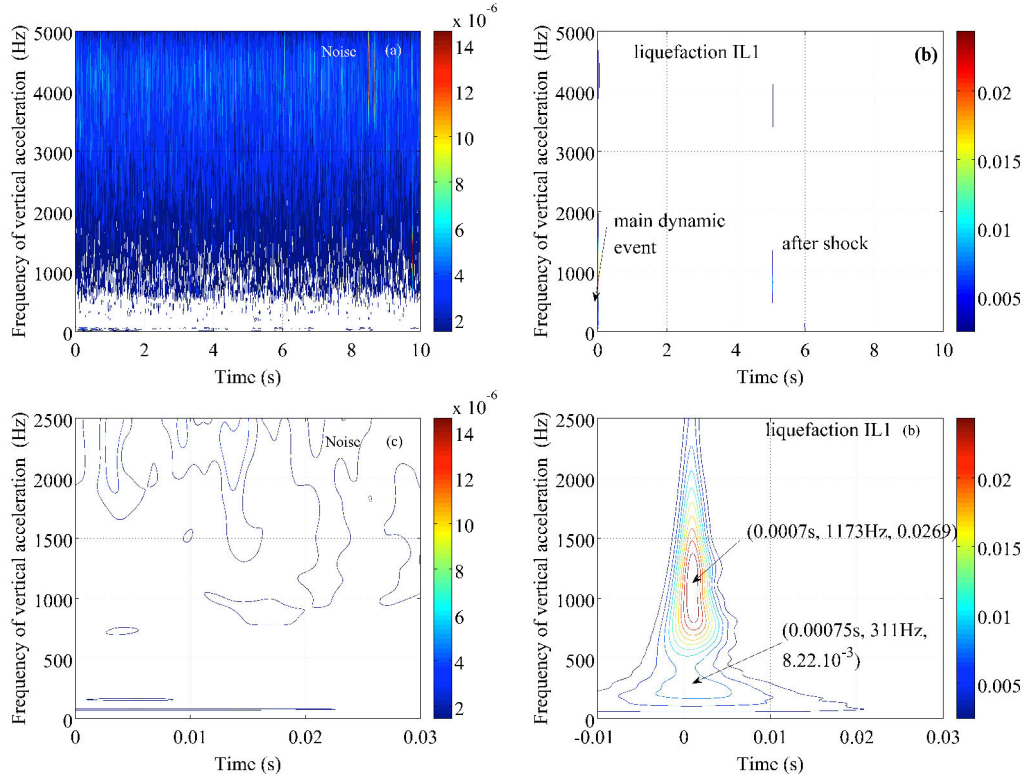 x 10-6
5000
4000
3000
2000
1000
0
Frequency of vertical acceleration (Hz)
Noise (a)
0 2 4 6 8 10
Time (s)
14
12
10
8
6
4
2
5000
4000
3000
2000
1000
0
Frequency of vertical acceleration (Hz)
liquefaction IL1 (b)
main dynamic
event
after shock
0 2 4 6 8 10
Time (s)
0.02
0.015
0.01
0.005
x 10-6
2500
2000
1500
1000
500
0
Frequency of vertical acceleration (Hz)
Noise (c)
0 0.01 0.02 0.03
Time (s)
14
12
10
8
6
4
2
2500
2000
1500
1000
500
0
Frequency of vertical acceleration (Hz)
liquefaction IL1 (b)
(0.0007s, 1173Hz, 0.0269)
(0.00075s, 311Hz,
8.22.10-3)
-0.01 0 0.01 0.02 0.03
Time (s)
0.02
0.015
0.01
0.005